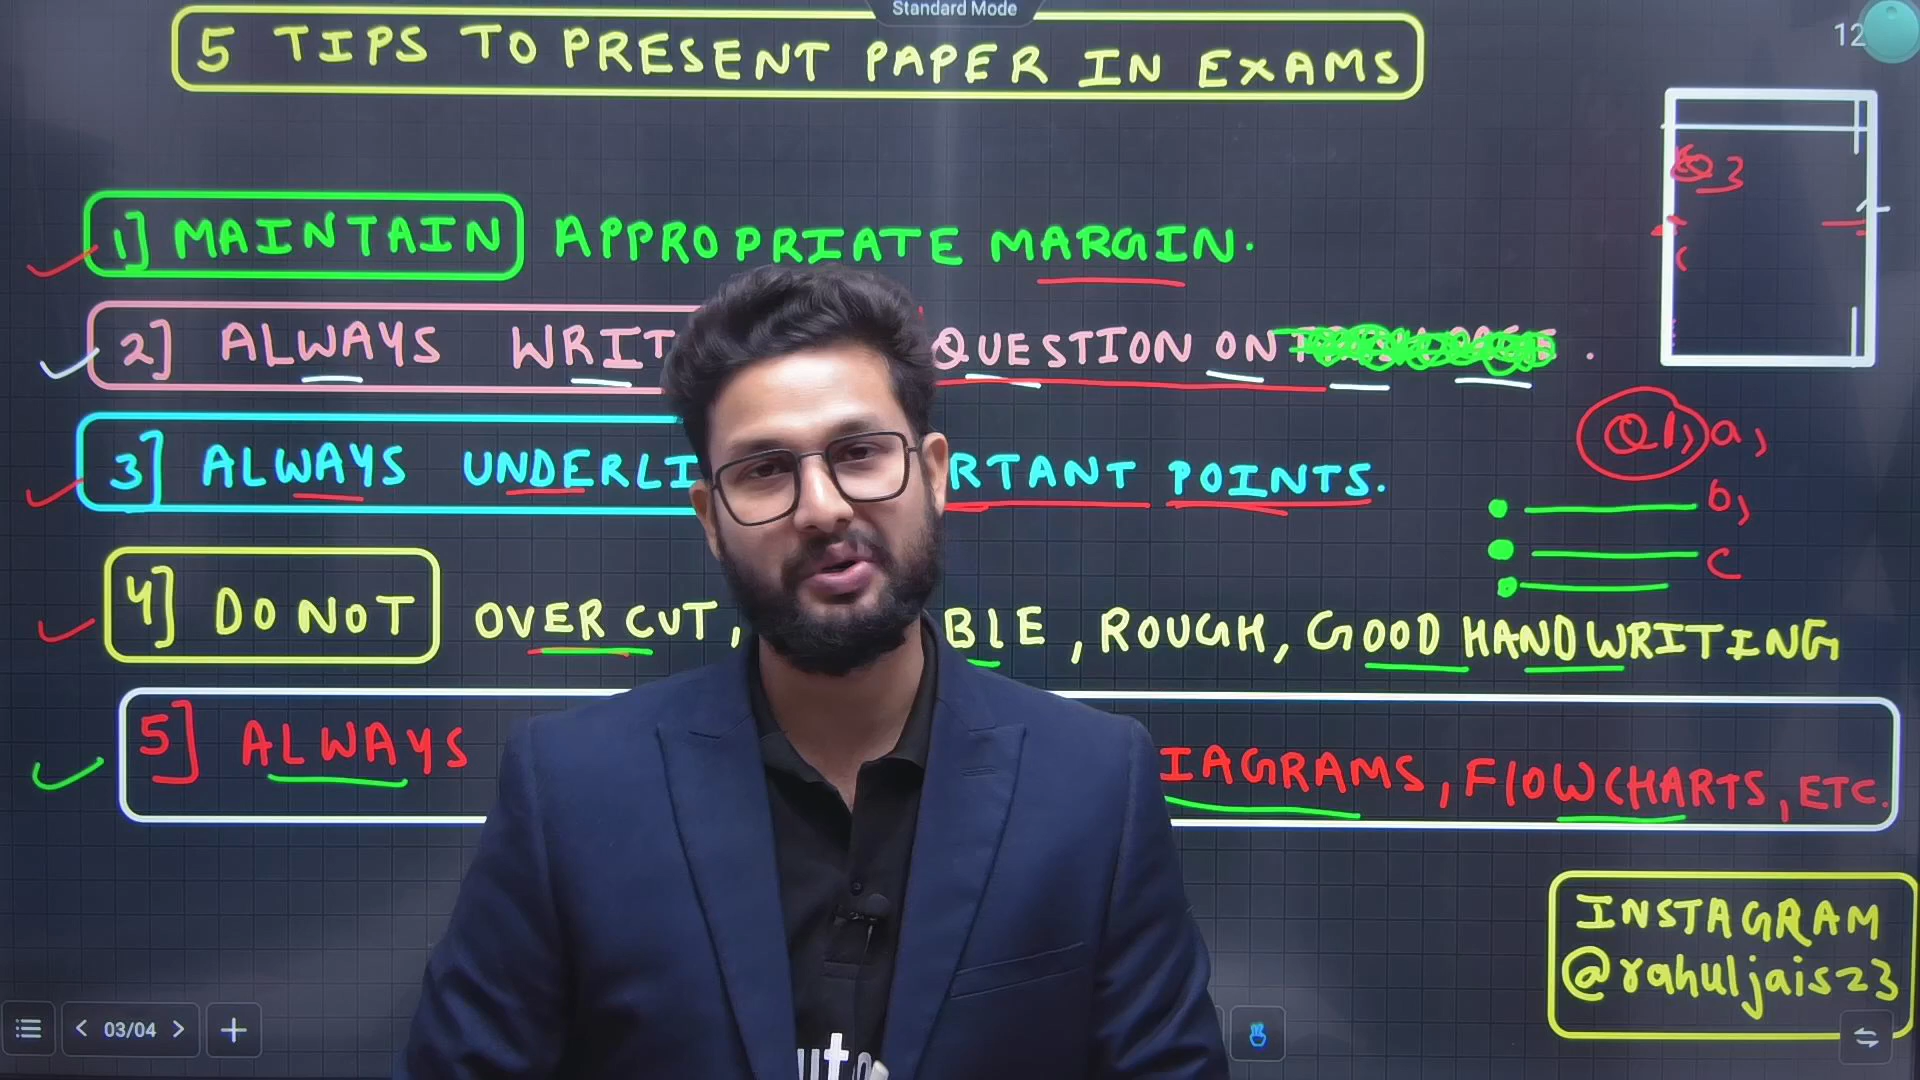 Standard Mode
12
5 TIPS TO PRESENT PAPER IN EXAMS
Q3
1] MAINTAIN APPROPRIATE MARGIN.
2] ALWAYS WRIT QUESTION ON .
Q1, a,
b,
c
3] ALWAYS UNDERLI RTANT POINTS.
4] DO NOT OVER CUT, BLE, ROUGH, GOOD HANDWRITING
5] ALWAYS IAGRAMS, FLOWCHARTS, ETC.
INSTAGRAM
@rahuljais23
03/04